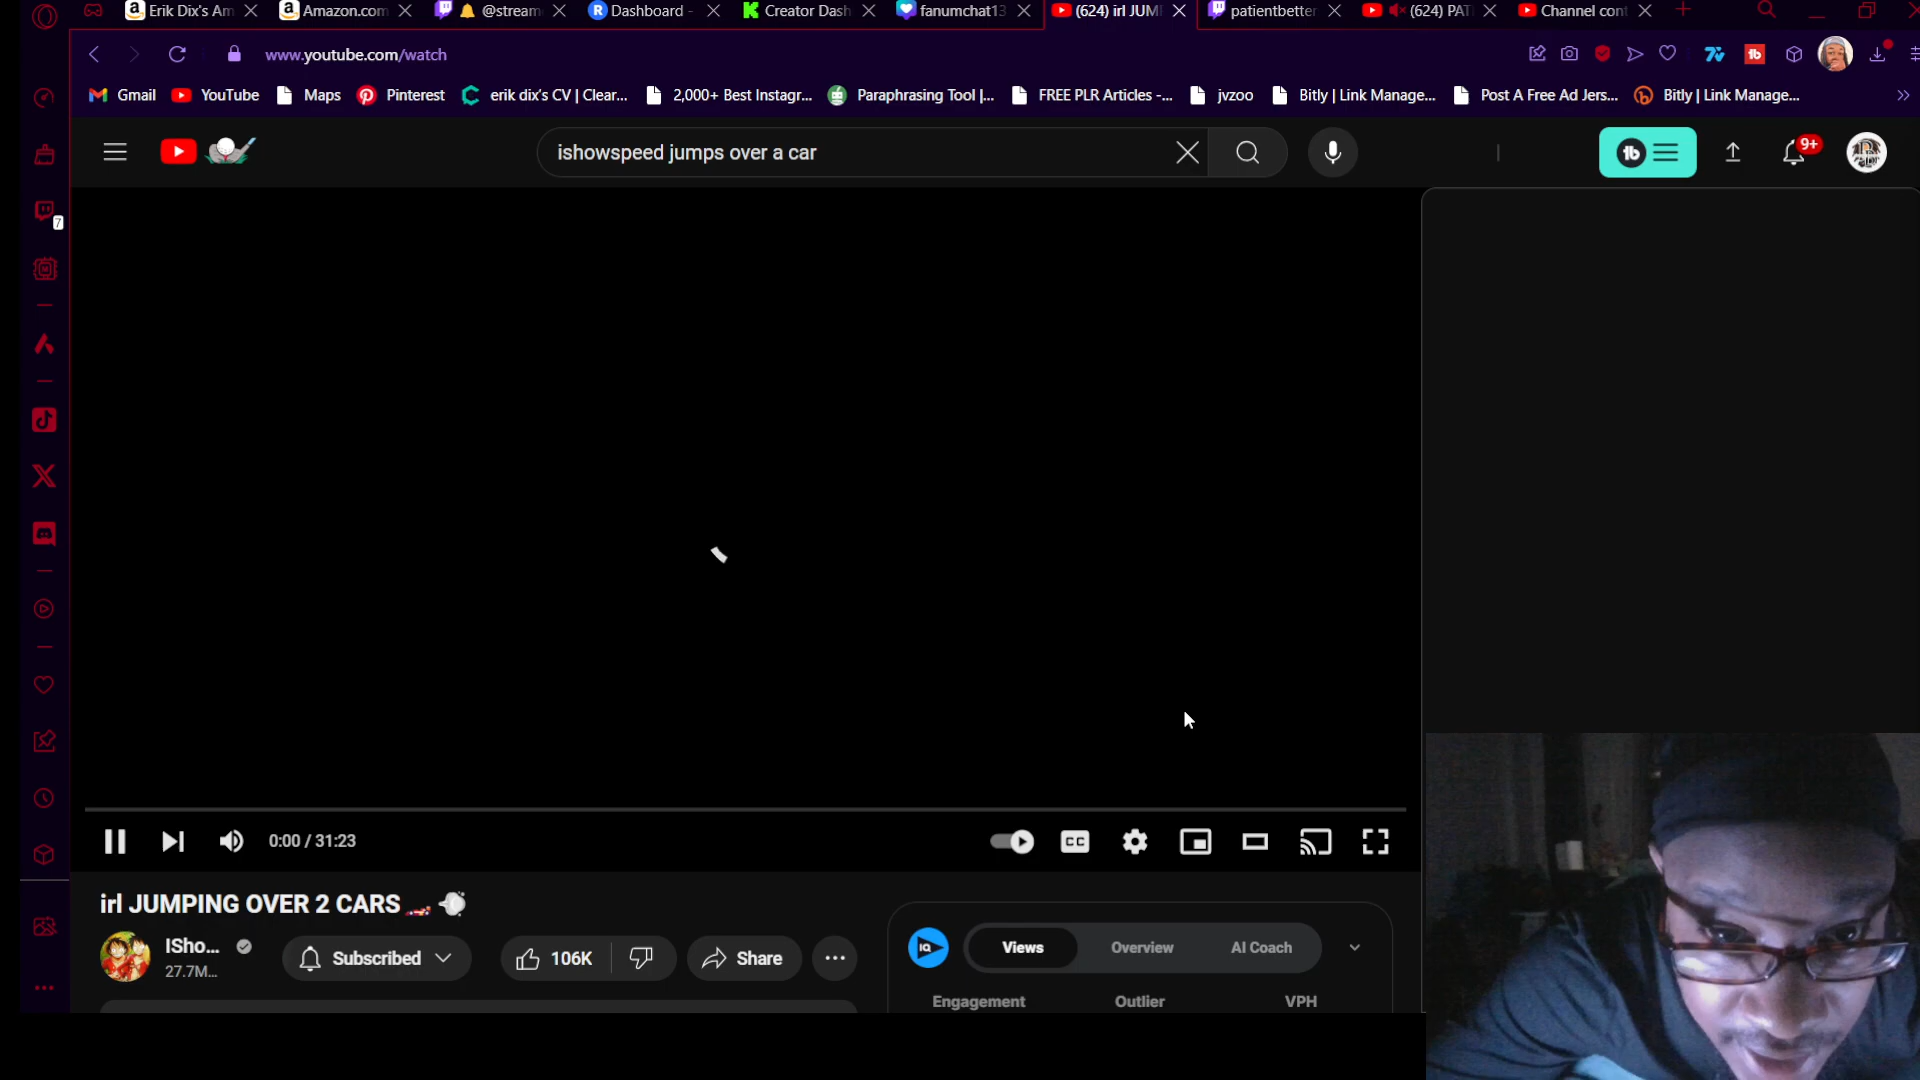 Erik Dix's Am
Amazon.com
@stream
Dashboard -
Creator Dash
fanumchat13
(624) irl JUM
patientbetter
(624) PAT
Channel cont
www.youtube.com/watch
Gmail
YouTube
Maps
Pinterest
erik dix's CV | Clear...
2,000+ Best Instagr...
Paraphrasing Tool |...
FREE PLR Articles -...
jvzoo
Bitly | Link Manage...
Post A Free Ad Jers...
Bitly | Link Manage...
ishowspeed jumps over a car
9+
7
0:00 / 31:23
CC
irl JUMPING OVER 2 CARS
ISho...
27.7M...
Subscribed
106K
Share
IQ
Views
Overview
AI Coach
Engagement
Outlier
VPH